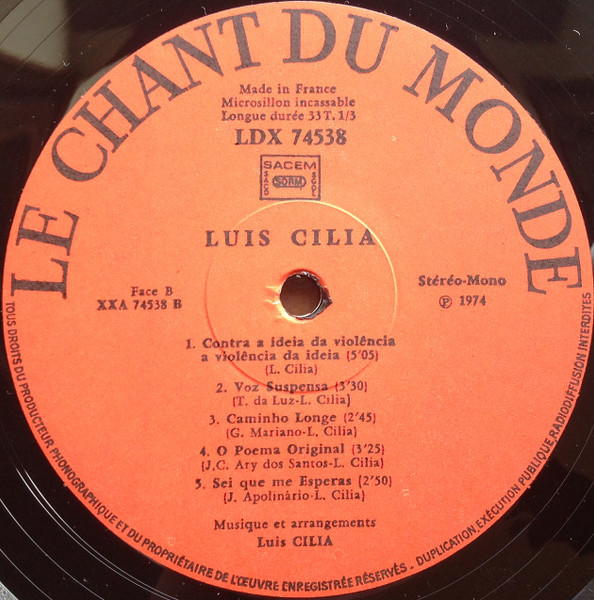 LE CHANT DU MONDE
Made in France
Microsillon incassable
Longue durée 33 T. 1/3
LDX 74538
SACEM
SACD
SDRM
SGDL
LUIS CILIA
Face B
XXA 74538 B
Stéréo-Mono
℗ 1974
1. Contra a ideia da violência
a violência da ideia (5'05)
(L. Cilia)
2. Voz Suspensa (3'30)
(T. da Luz-L. Cilia)
3. Caminho Longe (2'45)
(G. Mariano-L. Cilia)
4. O Poema Original (3'25)
(J.C. Ary dos Santos-L. Cilia)
5. Sei que me Esperas (2'50)
(J. Apolinário-L. Cilia)
Musique et arrangements
Luis CILIA
TOUS DROITS DU PRODUCTEUR PHONOGRAPHIQUE ET DU PROPRIÉTAIRE DE L'ŒUVRE ENREGISTRÉE RÉSERVÉS. DUPLICATION, EXÉCUTION PUBLIQUE, RADIODIFFUSION INTERDITES